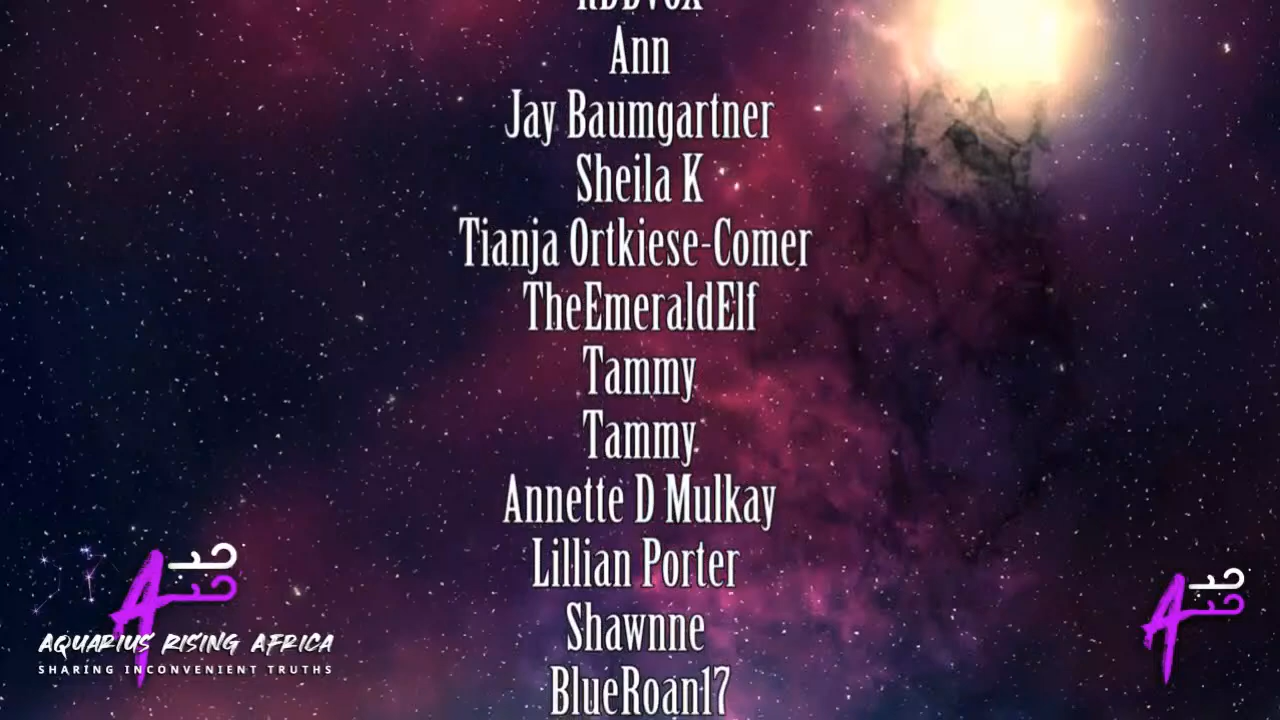 Ann
Jay Baumgartner
Sheila K
Tianja Ortkiese-Comer
TheEmeraldElf
Tammy
Tammy
Annette D Mulkay
Lillian Porter
Shawnne
BlueRoan17
AQUARIUS RISING AFRICA
SHARING INCONVENIENT TRUTHS